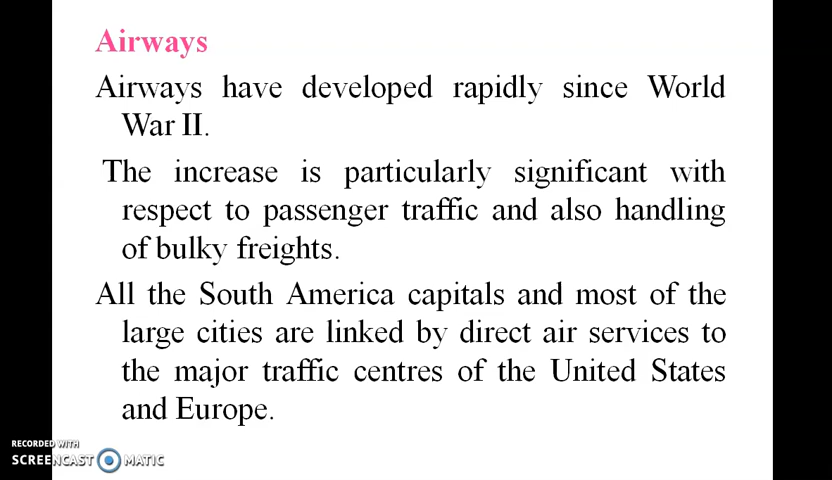 Airways
Airways have developed rapidly since World
War II.
The increase is particularly significant with
respect to passenger traffic and also handling
of bulky freights.
All the South America capitals and most of the
large cities are linked by direct air services to
the major traffic centres of the United States
and Europe.
RECORDED WITH
SCREENCAST MATIC